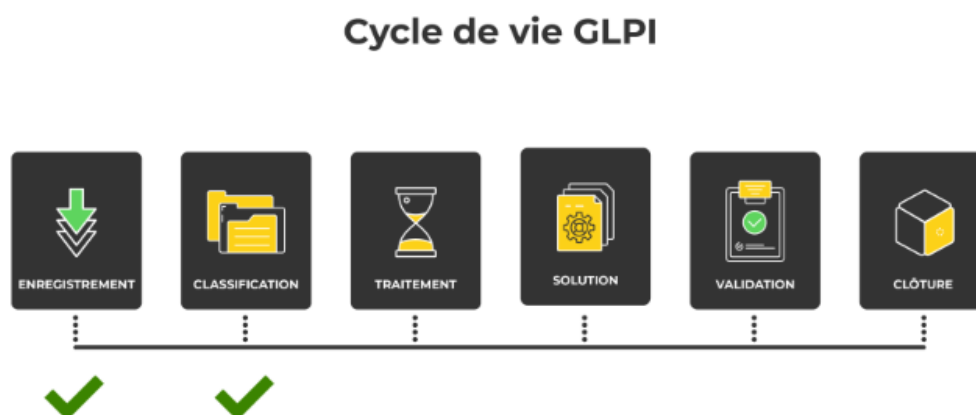 Cycle de vie GLPI
ENREGISTREMENT
CLASSIFICATION
TRAITEMENT
SOLUTION
VALIDATION
CLÔTURE